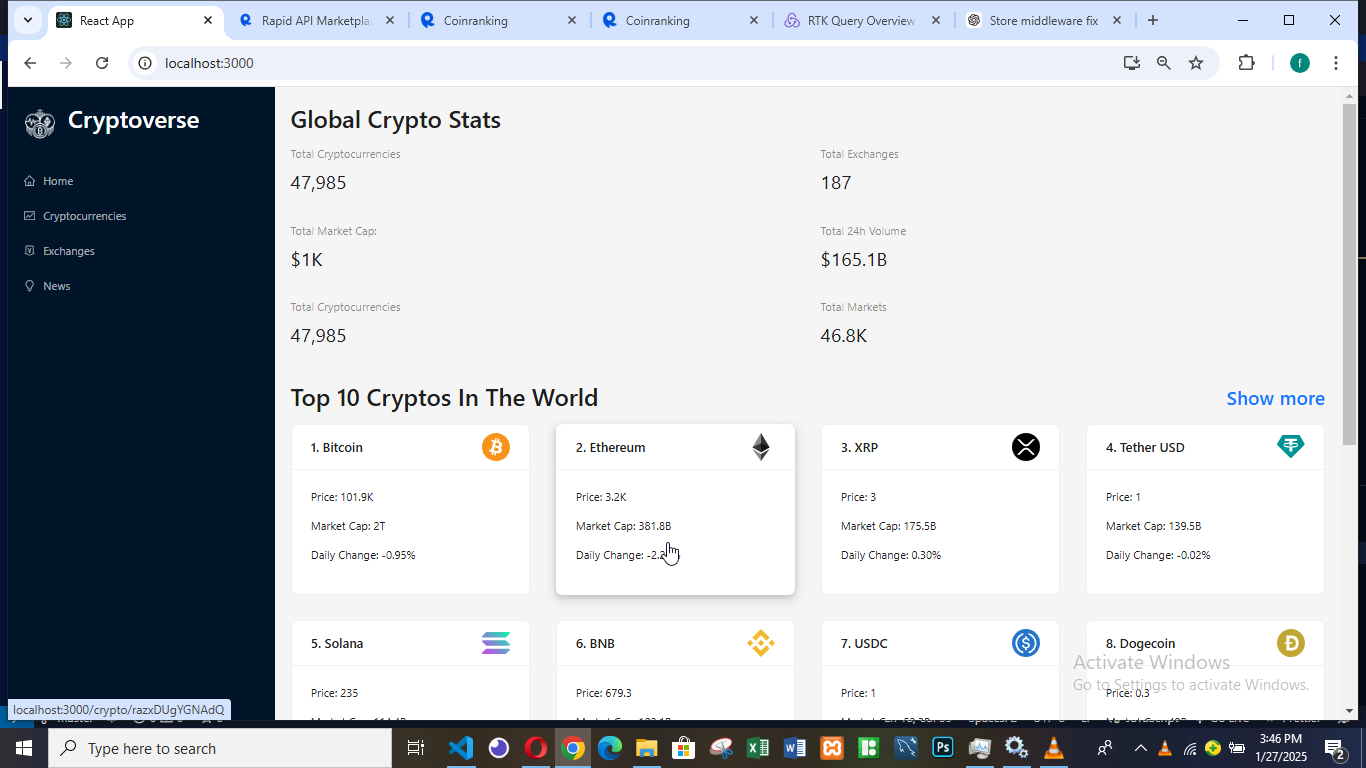 React App
Rapid API Marketplac
Coinranking
Coinranking
RTK Query Overview
Store middleware fix
localhost:3000
f
Cryptoverse
Home
Cryptocurrencies
Exchanges
News
Global Crypto Stats
Total Cryptocurrencies
Total Exchanges
47,985
187
Total Market Cap:
Total 24h Volume
$1K
$165.1B
Total Cryptocurrencies
Total Markets
47,985
46.8K
Top 10 Cryptos In The World
Show more
1. Bitcoin
Price: 101.9K
Market Cap: 2T
Daily Change: -0.95%
2. Ethereum
Price: 3.2K
Market Cap: 381.8B
Daily Change: -2.2
3. XRP
Price: 3
Market Cap: 175.5B
Daily Change: 0.30%
4. Tether USD
Price: 1
Market Cap: 139.5B
Daily Change: -0.02%
5. Solana
Price: 235
6. BNB
Price: 679.3
7. USDC
Price: 1
8. Dogecoin
Price: 0.3
Activate Windows
Go to Settings to activate Windows.
localhost:3000/crypto/razxDUgYGNAdQ
Type here to search
Ps
3:46 PM
1/27/2025
2